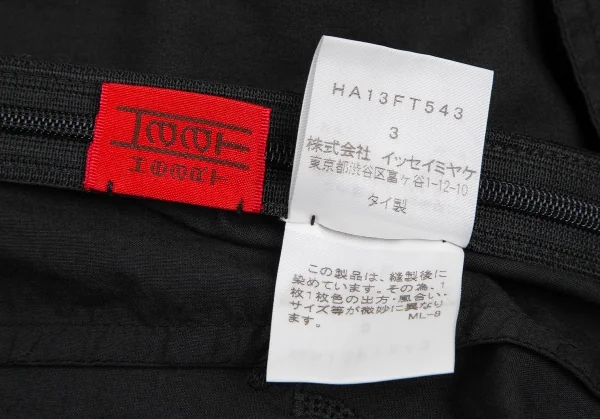 HaaT
HaaT
HA13FT543
3
株式会社 イッセイミヤケ
東京都渋谷区富ヶ谷1-12-10
タイ製
この製品は、縫製後に
染めています。その為、1
枚1枚色の出方・風合い・
サイズ等が微妙に異なり
ます。 ML-8